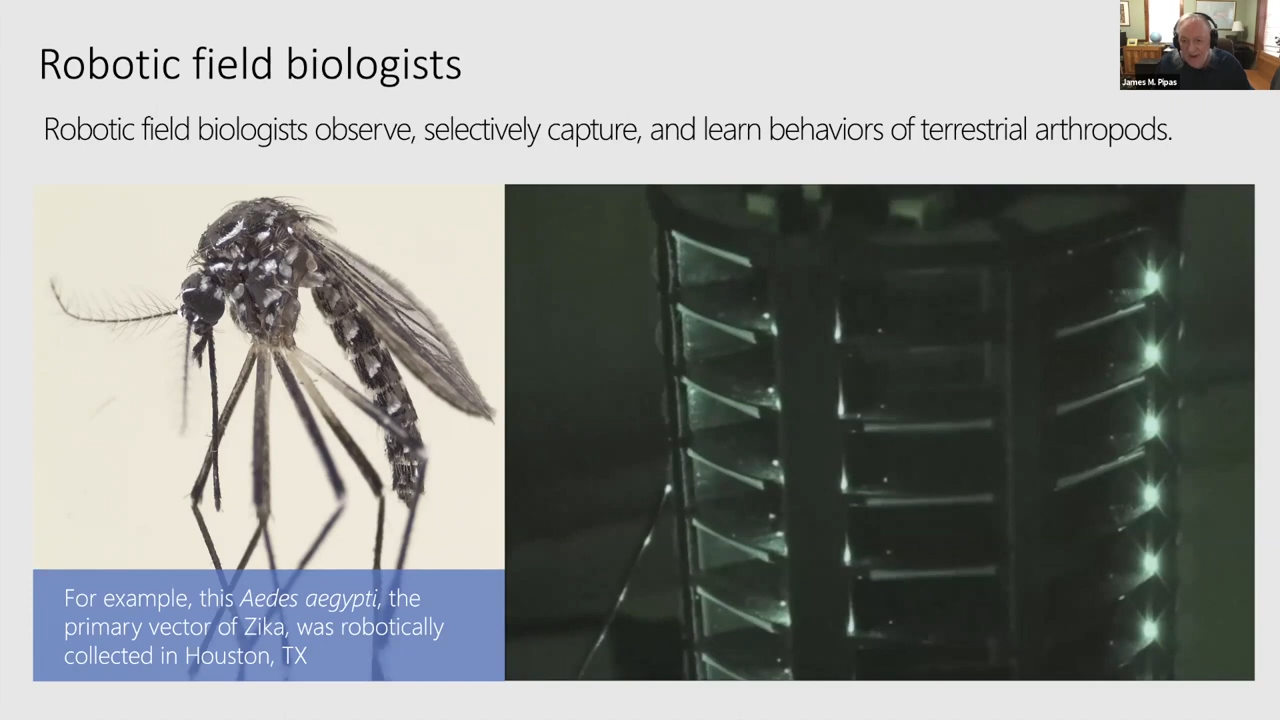 Robotic field biologists
James M. Pipas
Robotic field biologists observe, selectively capture, and learn behaviors of terrestrial arthropods.
For example, this Aedes aegypti, the
primary vector of Zika, was robotically
collected in Houston, TX